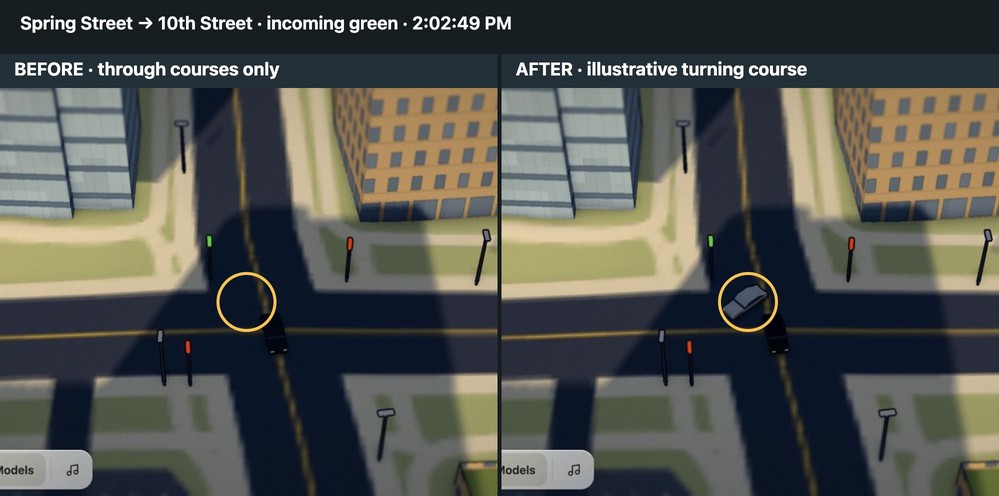 Spring Street → 10th Street · incoming green · 2:02:49 PM
BEFORE · through courses only
AFTER · illustrative turning course
Models
Models